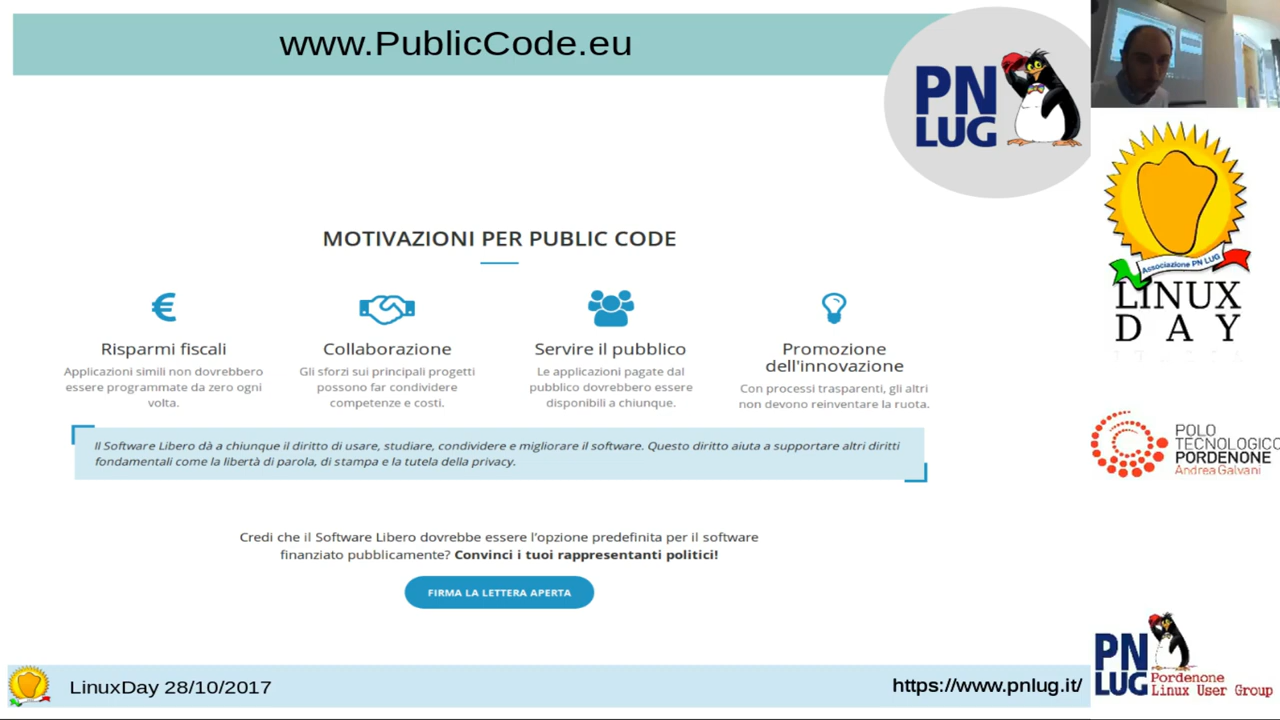 www.PublicCode.eu
PN
LUG
MOTIVAZIONI PER PUBLIC CODE
Risparmi fiscali
Applicazioni simili non dovrebbero
essere programmate da zero ogni
volta.
Collaborazione
Gli sforzi sui principali progetti
possono far condividere
competenze e costi.
Servire il pubblico
Le applicazioni pagate dal
pubblico dovrebbero essere
disponibili a chiunque.
Promozione
dell'innovazione
Con processi trasparenti, gli altri
non devono reinventare la ruota.
Il Software Libero dà a chiunque il diritto di usare, studiare, condividere e migliorare il software. Questo diritto aiuta a supportare altri diritti
fondamentali come la libertà di parola, di stampa e la tutela della privacy.
Credi che il Software Libero dovrebbe essere l'opzione predefinita per il software
finanziato pubblicamente? Convinci i tuoi rappresentanti politici!
FIRMA LA LETTERA APERTA
LinuxDay 28/10/2017
https://www.pnlug.it/
Associazione PN LUG
LINUX
DAY
POLO
TECNOLOGICO
PORDENONE
Andrea Galvani
PN
LUG
Pordenone
Linux User Group